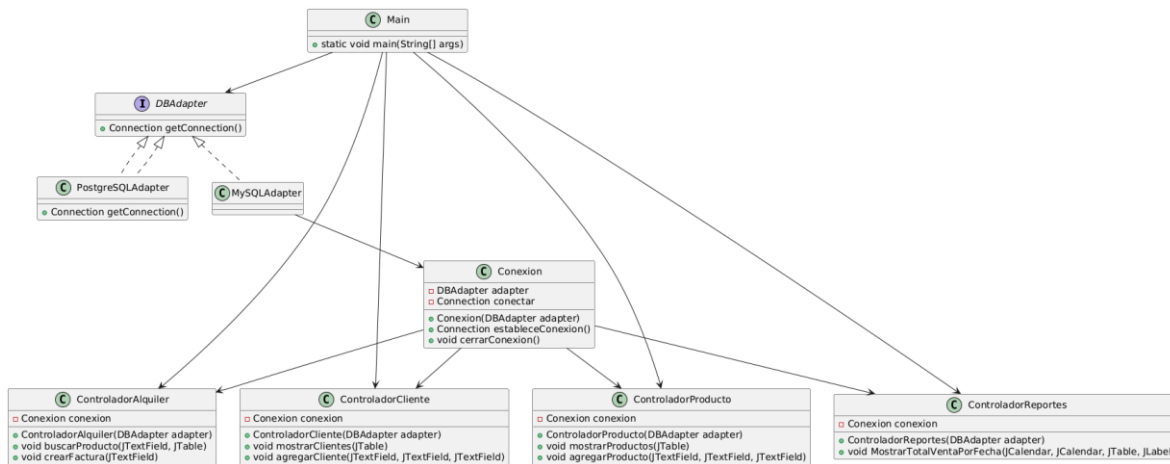 C Main
+ static void main(String[] args)
I DBAdapter
Connection getConnection()
C PostgreSQLAdapter
Connection getConnection()
C MySQLAdapter
C Conexion
DBAdapter adapter
Connection conectar
Conexion(DBAdapter adapter)
Connection estableceConexion()
void cerrarConexion()
C ControladorAlquiler
Conexion conexion
ControladorAlquiler(DBAdapter adapter)
void buscarProducto(JTextField, JTable)
void crearFactura(JTextField)
C ControladorCliente
Conexion conexion
ControladorCliente(DBAdapter adapter)
void mostrarClientes(JTable)
void agregarCliente(JTextField, JTextField, JTextField)
C ControladorProducto
Conexion conexion
ControladorProducto(DBAdapter adapter)
void mostrarProductos(JTable)
void agregarProducto(JTextField, JTextField, JTextField)
C ControladorReportes
Conexion conexion
ControladorReportes(DBAdapter adapter)
void MostrarTotalVentaPorFecha(JCalendar, JCalendar, JTable, JLabel